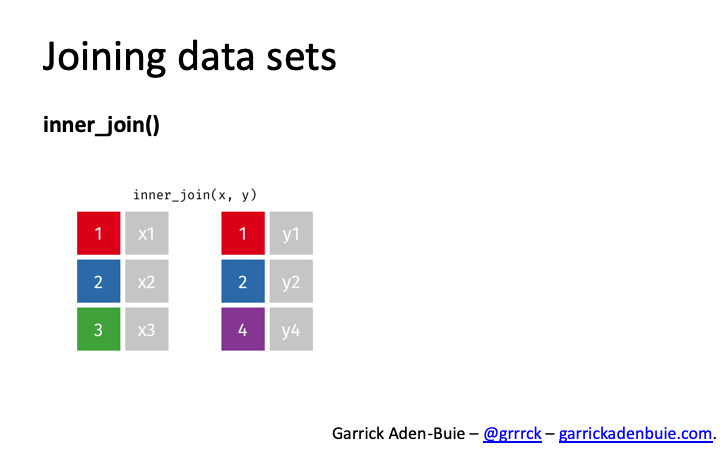 Joining data sets
inner_join()
inner_join(x, y)
1 x1 1 y1
2 x2 2 y2
3 x3 4 y4
Garrick Aden-Buie – @grrrck – garrickadenbuie.com.